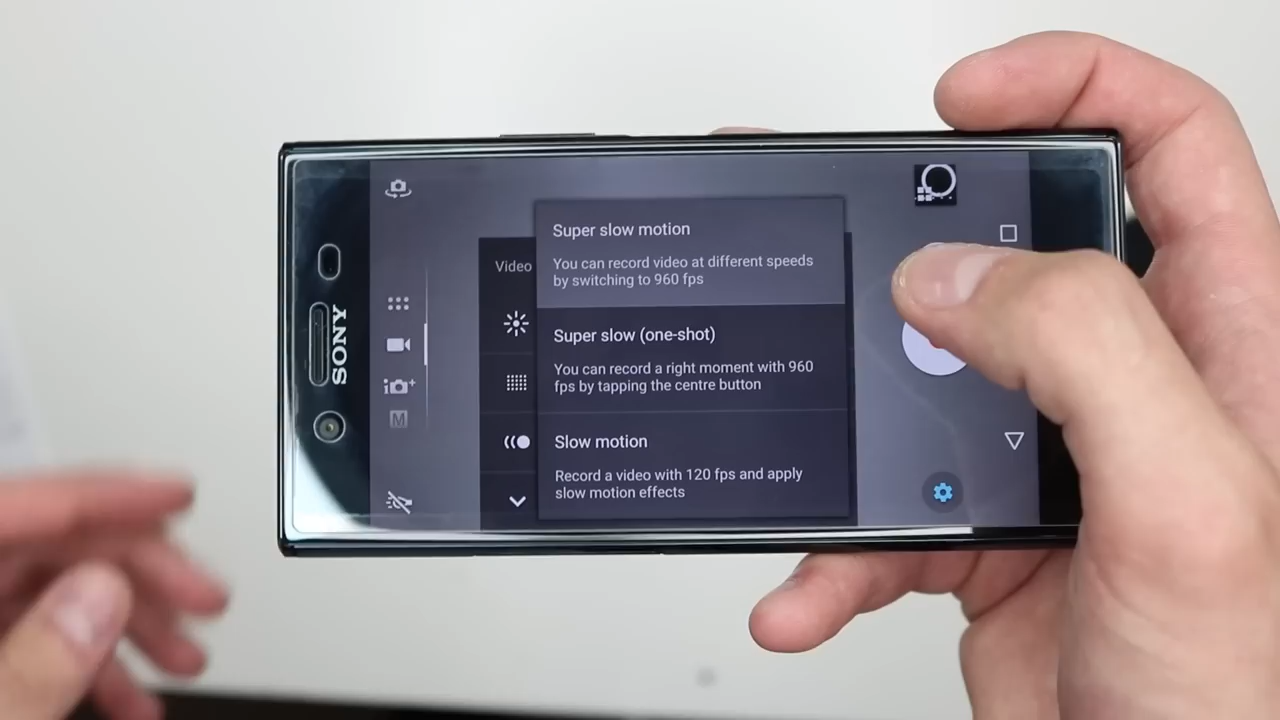 SONY
M
Video
Super slow motion
You can record video at different speeds
by switching to 960 fps
Super slow (one-shot)
You can record a right moment with 960
fps by tapping the centre button
Slow motion
Record a video with 120 fps and apply
slow motion effects